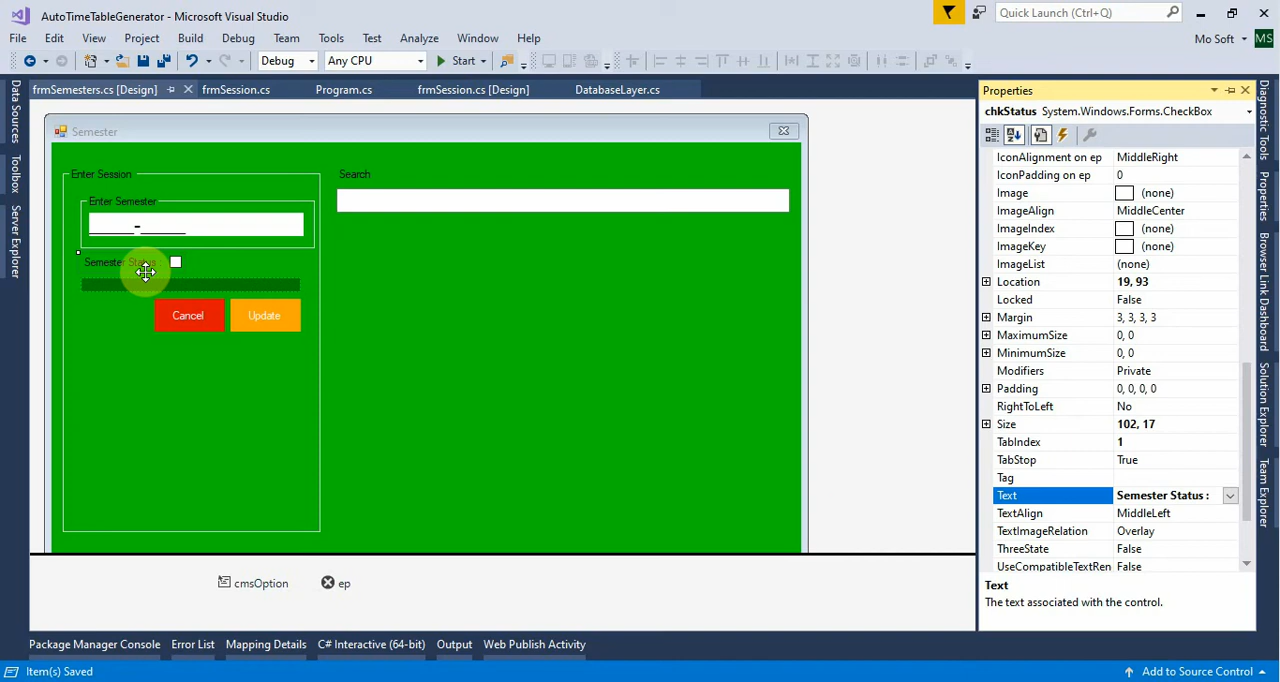 AutoTimeTableGenerator - Microsoft Visual Studio
Quick Launch (Ctrl+Q)
File Edit View Project Build Debug Team Tools Test Analyze Window Help
Mo Soft MS
Debug Any CPU Start
frmSemesters.cs [Design] frmSession.cs Program.cs frmSession.cs [Design] DatabaseLayer.cs
Data Sources
Toolbox
Server Explorer
Semester
Enter Session
Enter Semester
_____-_____
Semester Status :
Cancel Update
Search
cmsOption ep
Properties
chkStatus System.Windows.Forms.CheckBox
IconAlignment on ep MiddleRight
IconPadding on ep 0
Image (none)
ImageAlign MiddleCenter
ImageIndex (none)
ImageKey (none)
ImageList (none)
Location 19, 93
Locked False
Margin 3, 3, 3, 3
MaximumSize 0, 0
MinimumSize 0, 0
Modifiers Private
Padding 0, 0, 0, 0
RightToLeft No
Size 102, 17
TabIndex 1
TabStop True
Tag
Text Semester Status :
TextAlign MiddleLeft
TextImageRelation Overlay
ThreeState False
UseCompatibleTextRen False
Text
The text associated with the control.
Diagnostic Tools
Properties
Browser Link Dashboard
Solution Explorer
Team Explorer
Package Manager Console Error List Mapping Details C# Interactive (64-bit) Output Web Publish Activity
Item(s) Saved
Add to Source Control